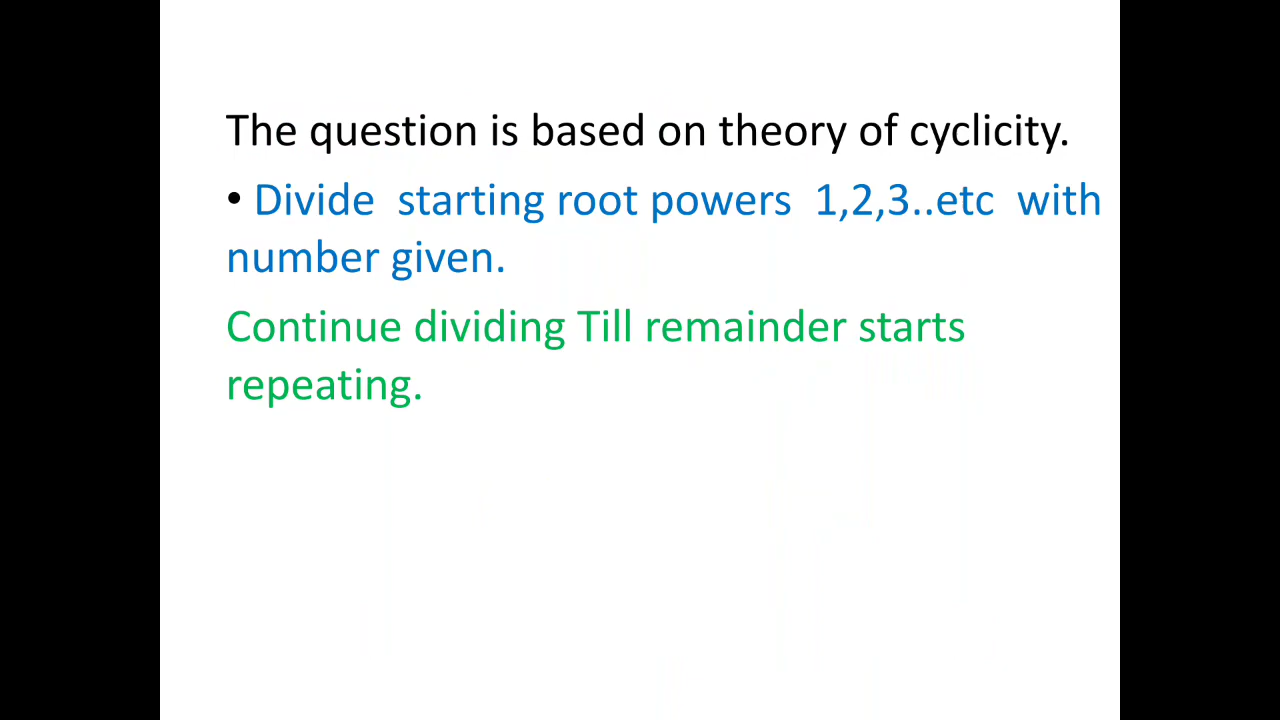 The question is based on theory of cyclicity.
• Divide  starting root powers  1,2,3..etc  with
number given.
Continue dividing Till remainder starts
repeating.